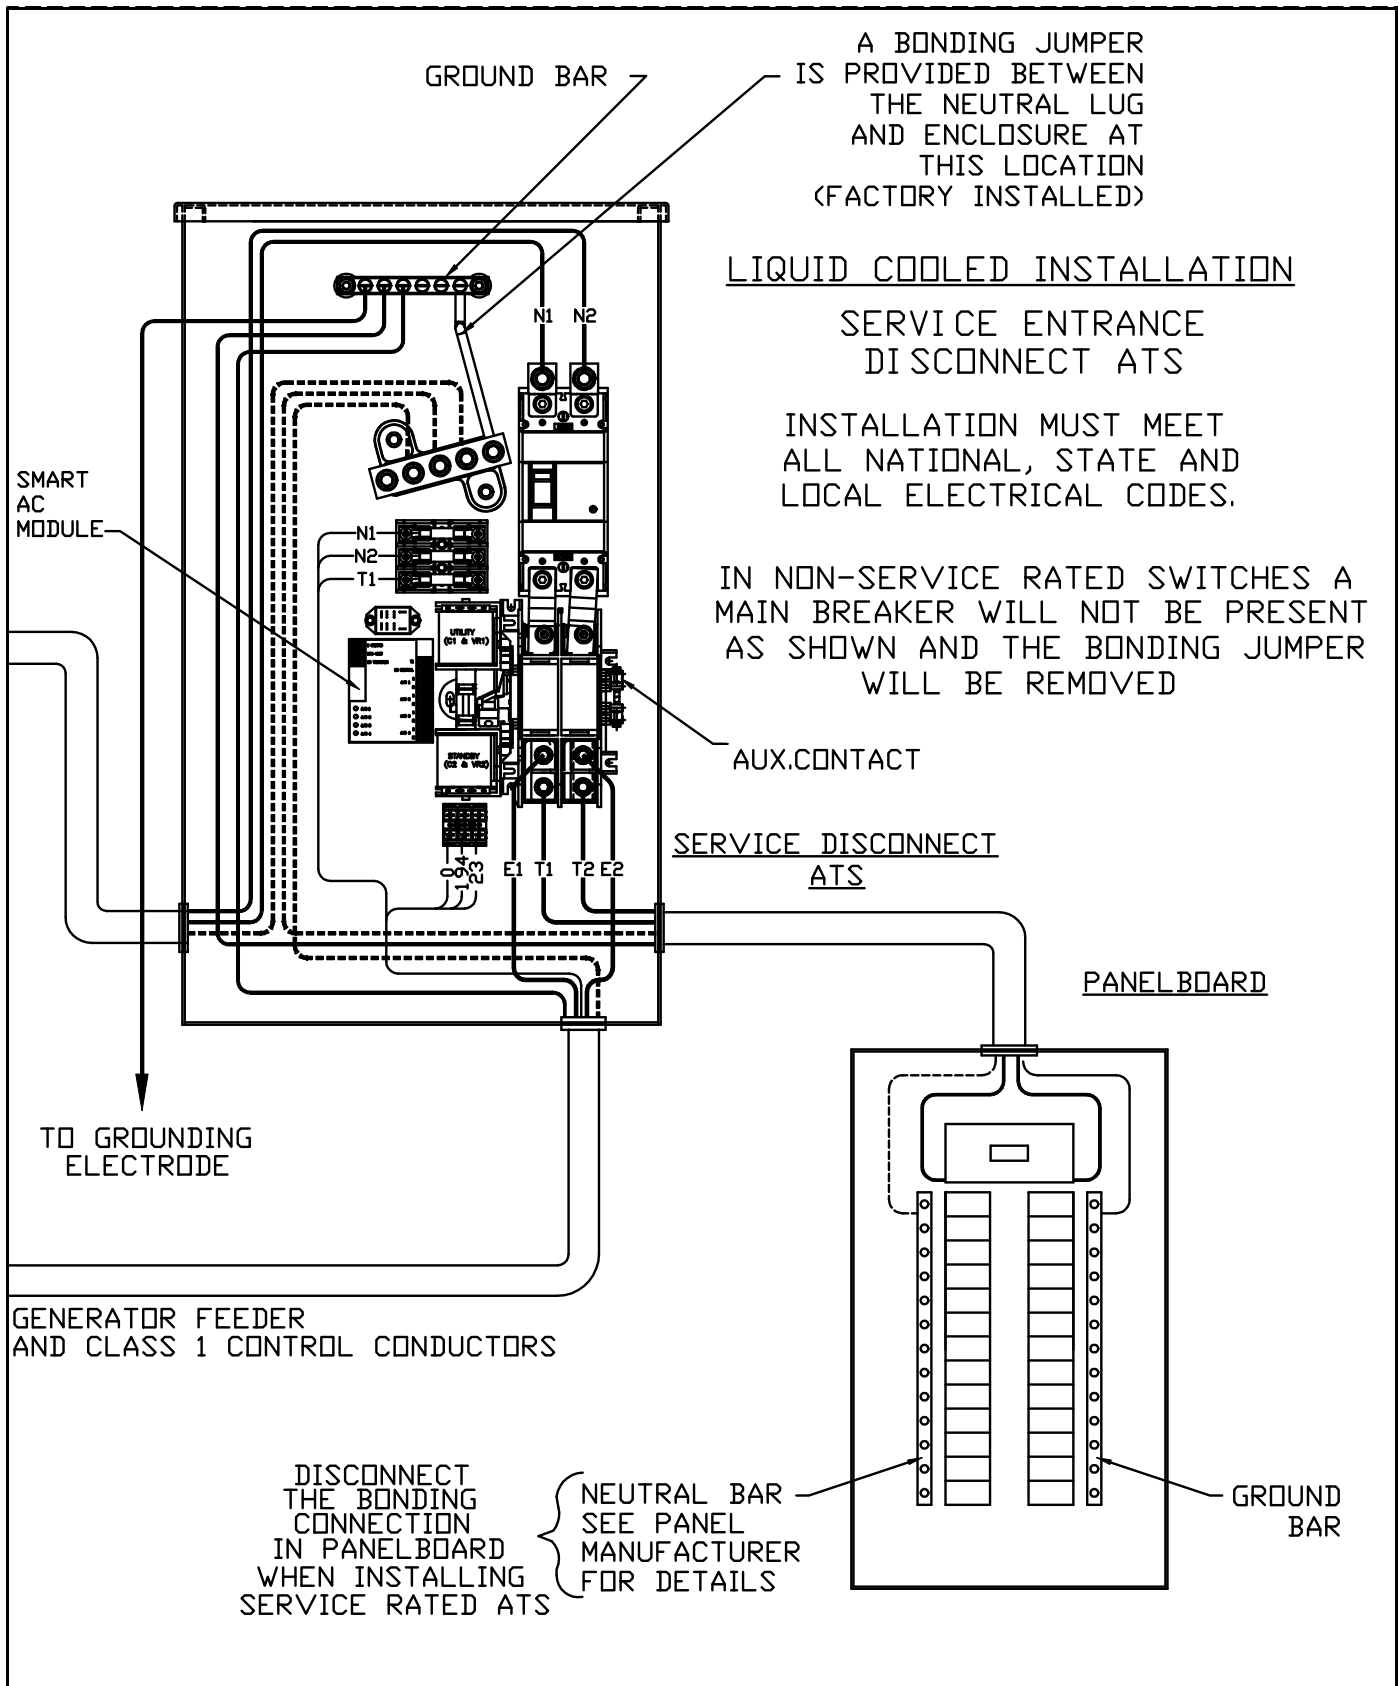 GROUND BAR
A BONDING JUMPER
IS PROVIDED BETWEEN
THE NEUTRAL LUG
AND ENCLOSURE AT
THIS LOCATION
(FACTORY INSTALLED)
LIQUID COOLED INSTALLATION
SERVICE ENTRANCE
DISCONNECT ATS
INSTALLATION MUST MEET
ALL NATIONAL, STATE AND
LOCAL ELECTRICAL CODES.
IN NON-SERVICE RATED SWITCHES A
MAIN BREAKER WILL NOT BE PRESENT
AS SHOWN AND THE BONDING JUMPER
WILL BE REMOVED
N1 N2
SMART
AC
MODULE
N1
N2
T1
UTILITY
(C1 & VR1)
STANDBY
(C2 & VR2)
AUX.CONTACT
0
194
23
E1 T1 T2 E2
SERVICE DISCONNECT
ATS
PANELBOARD
TO GROUNDING
ELECTRODE
GENERATOR FEEDER
AND CLASS 1 CONTROL CONDUCTORS
DISCONNECT
THE BONDING
CONNECTION
IN PANELBOARD
WHEN INSTALLING
SERVICE RATED ATS
NEUTRAL BAR
SEE PANEL
MANUFACTURER
FOR DETAILS
GROUND
BAR